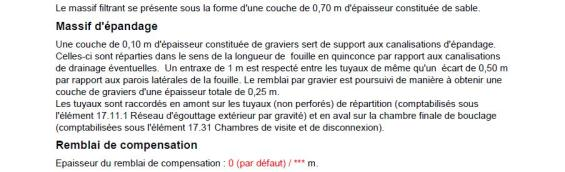 Le massif filtrant se présente sous la forme d'une couche de 0,70 m d'épaisseur constituée de sable.
Massif d'épandage
Une couche de 0,10 m d'épaisseur constituée de graviers sert de support aux canalisations d'épandage.
Celles-ci sont réparties dans le sens de la longueur de fouille en quinconce par rapport aux canalisations
de drainage éventuelles. Un entraxe de 1 m est respecté entre les tuyaux de même qu'un écart de 0,50 m
par rapport aux parois latérales de la fouille. Le remblai par gravier est poursuivi de manière à obtenir une
couche de graviers d'une épaisseur totale de 0,25 m.
Les tuyaux sont raccordés en amont sur les tuyaux (non perforés) de répartition (comptabilisés sous
l'élément 17.11.1 Réseau d'égouttage extérieur par gravité) et en aval sur la chambre finale de bouclage
(comptabilisées sous l'élément 17.31 Chambres de visite et de disconnexion).
Remblai de compensation
Epaisseur du remblai de compensation : 0 (par défaut) / *** m.